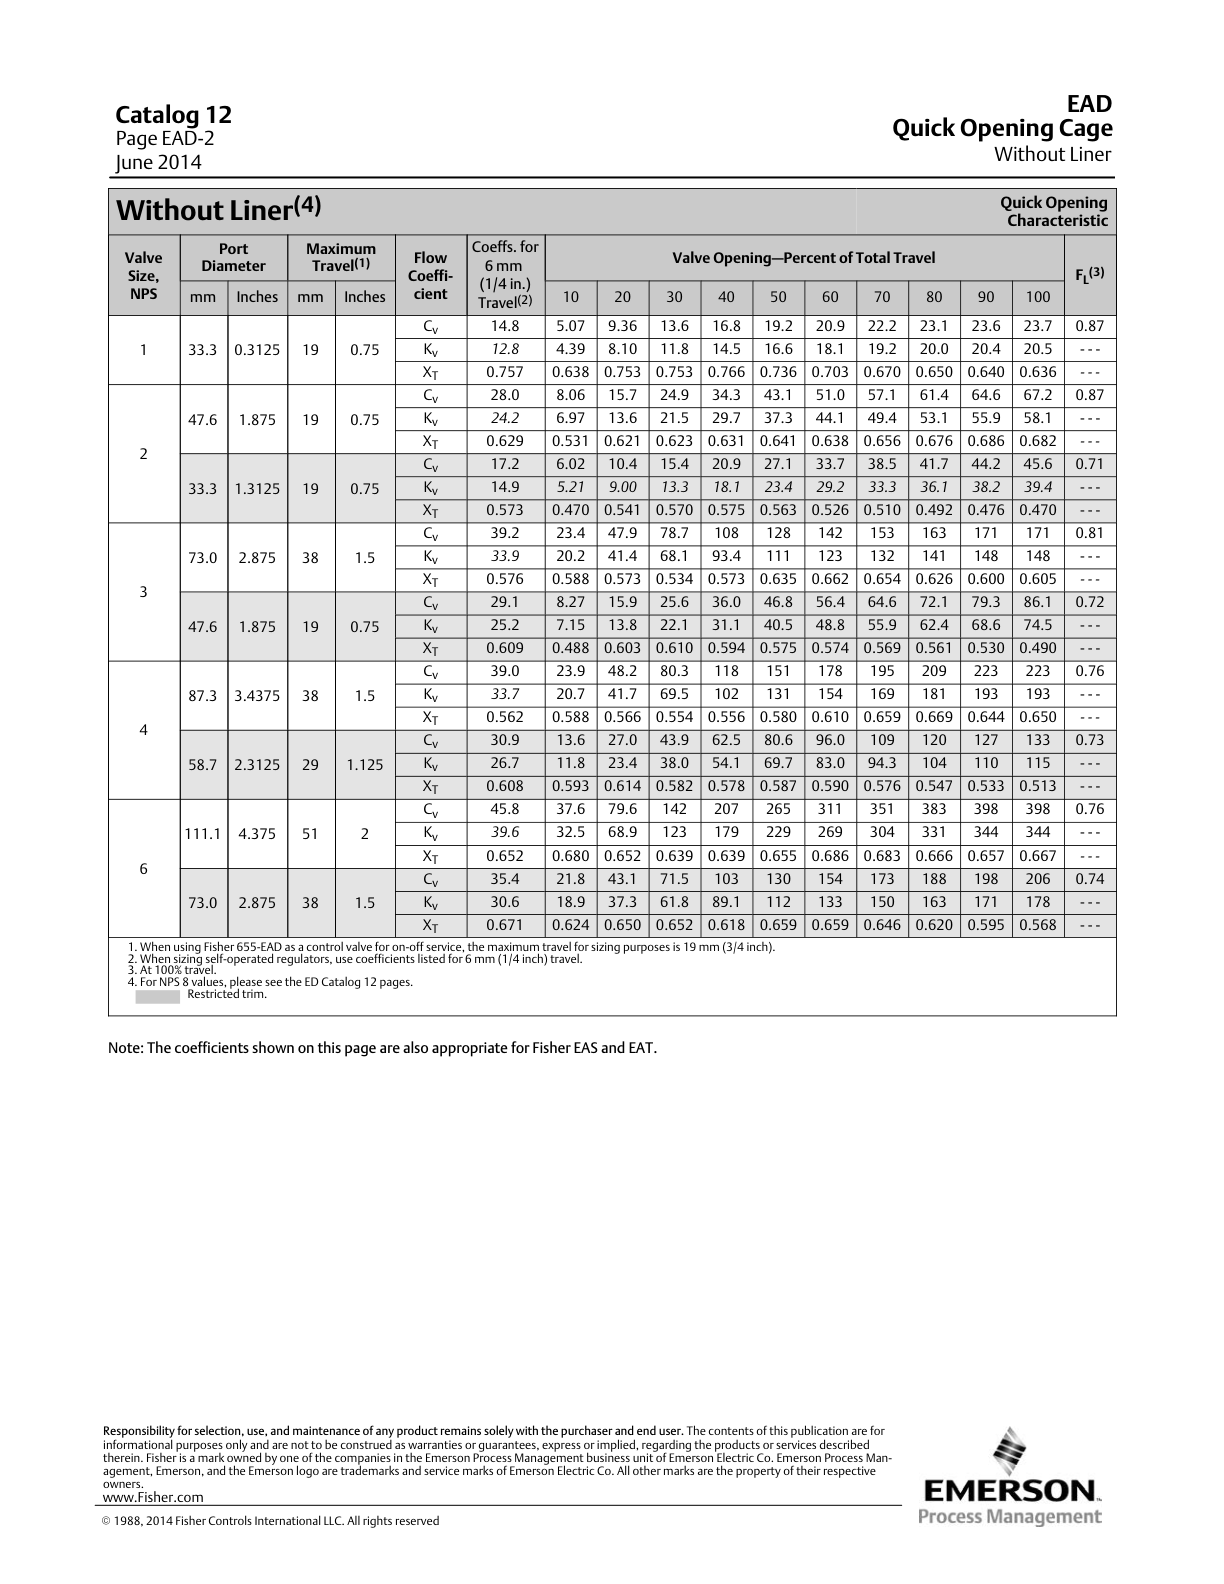 Catalog 12
Page EAD-2
June 2014
EAD
Quick Opening Cage
Without Liner
Without Liner(4)
Quick Opening
Characteristic
Valve Size, NPS
Port Diameter
Maximum Travel(1)
Flow Coeffi-cient
Coeffs. for 6 mm (1/4 in.) Travel(2)
Valve Opening—Percent of Total Travel
FL(3)
mm Inches mm Inches 10 20 30 40 50 60 70 80 90 100
1 33.3 0.3125 19 0.75
Cv 14.8 5.07 9.36 13.6 16.8 19.2 20.9 22.2 23.1 23.6 23.7 0.87
Kv 12.8 4.39 8.10 11.8 14.5 16.6 18.1 19.2 20.0 20.4 20.5 - - -
XT 0.757 0.638 0.753 0.753 0.766 0.736 0.703 0.670 0.650 0.640 0.636 - - -
2 47.6 1.875 19 0.75
Cv 28.0 8.06 15.7 24.9 34.3 43.1 51.0 57.1 61.4 64.6 67.2 0.87
Kv 24.2 6.97 13.6 21.5 29.7 37.3 44.1 49.4 53.1 55.9 58.1 - - -
XT 0.629 0.531 0.621 0.623 0.631 0.641 0.638 0.656 0.676 0.686 0.682 - - -
33.3 1.3125 19 0.75
Cv 17.2 6.02 10.4 15.4 20.9 27.1 33.7 38.5 41.7 44.2 45.6 0.71
Kv 14.9 5.21 9.00 13.3 18.1 23.4 29.2 33.3 36.1 38.2 39.4 - - -
XT 0.573 0.470 0.541 0.570 0.575 0.563 0.526 0.510 0.492 0.476 0.470 - - -
3 73.0 2.875 38 1.5
Cv 39.2 23.4 47.9 78.7 108 128 142 153 163 171 171 0.81
Kv 33.9 20.2 41.4 68.1 93.4 111 123 132 141 148 148 - - -
XT 0.576 0.588 0.573 0.534 0.573 0.635 0.662 0.654 0.626 0.600 0.605 - - -
47.6 1.875 19 0.75
Cv 29.1 8.27 15.9 25.6 36.0 46.8 56.4 64.6 72.1 79.3 86.1 0.72
Kv 25.2 7.15 13.8 22.1 31.1 40.5 48.8 55.9 62.4 68.6 74.5 - - -
XT 0.609 0.488 0.603 0.610 0.594 0.575 0.574 0.569 0.561 0.530 0.490 - - -
4 87.3 3.4375 38 1.5
Cv 39.0 23.9 48.2 80.3 118 151 178 195 209 223 223 0.76
Kv 33.7 20.7 41.7 69.5 102 131 154 169 181 193 193 - - -
XT 0.562 0.588 0.566 0.554 0.556 0.580 0.610 0.659 0.669 0.644 0.650 - - -
58.7 2.3125 29 1.125
Cv 30.9 13.6 27.0 43.9 62.5 80.6 96.0 109 120 127 133 0.73
Kv 26.7 11.8 23.4 38.0 54.1 69.7 83.0 94.3 104 110 115 - - -
XT 0.608 0.593 0.614 0.582 0.578 0.587 0.590 0.576 0.547 0.533 0.513 - - -
6 111.1 4.375 51 2
Cv 45.8 37.6 79.6 142 207 265 311 351 383 398 398 0.76
Kv 39.6 32.5 68.9 123 179 229 269 304 331 344 344 - - -
XT 0.652 0.680 0.652 0.639 0.639 0.655 0.686 0.683 0.666 0.657 0.667 - - -
73.0 2.875 38 1.5
Cv 35.4 21.8 43.1 71.5 103 130 154 173 188 198 206 0.74
Kv 30.6 18.9 37.3 61.8 89.1 112 133 150 163 171 178 - - -
XT 0.671 0.624 0.650 0.652 0.618 0.659 0.659 0.646 0.620 0.595 0.568 - - -
1. When using Fisher 655-EAD as a control valve for on-off service, the maximum travel for sizing purposes is 19 mm (3/4 inch).
2. When sizing self-operated regulators, use coefficients listed for 6 mm (1/4 inch) travel.
3. At 100% travel.
4. For NPS 8 values, please see the ED Catalog 12 pages.
Restricted trim.
Note: The coefficients shown on this page are also appropriate for Fisher EAS and EAT.
Responsibility for selection, use, and maintenance of any product remains solely with the purchaser and end user. The contents of this publication are for
informational purposes only and are not to be construed as warranties or guarantees, express or implied, regarding the products or services described
therein. Fisher is a mark owned by one of the companies in the Emerson Process Management business unit of Emerson Electric Co. Emerson Process Man-
agement, Emerson, and the Emerson logo are trademarks and service marks of Emerson Electric Co. All other marks are the property of their respective
owners.
www.Fisher.com
© 1988, 2014 Fisher Controls International LLC. All rights reserved
EMERSON™
Process Management